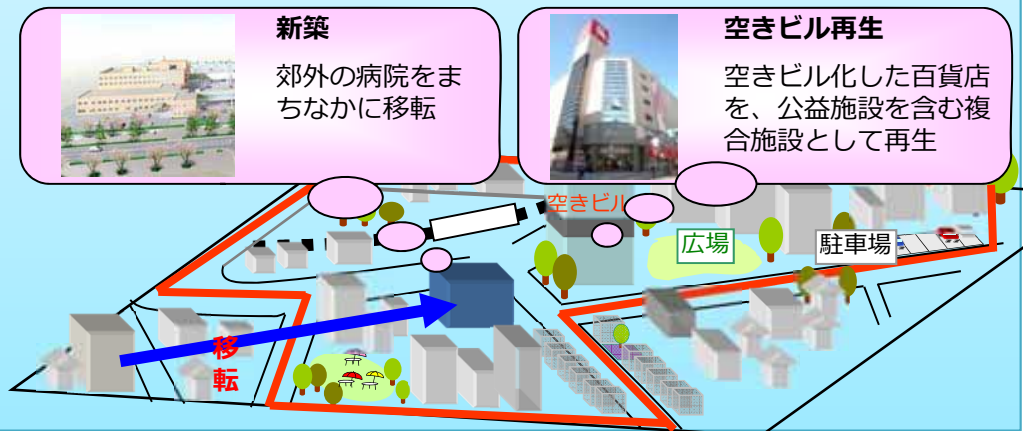 新築
郊外の病院をま
ちなかに移転
空きビル再生
空きビル化した百貨店
を、公益施設を含む複
合施設として再生
空きビル
広場
駐車場
移
転